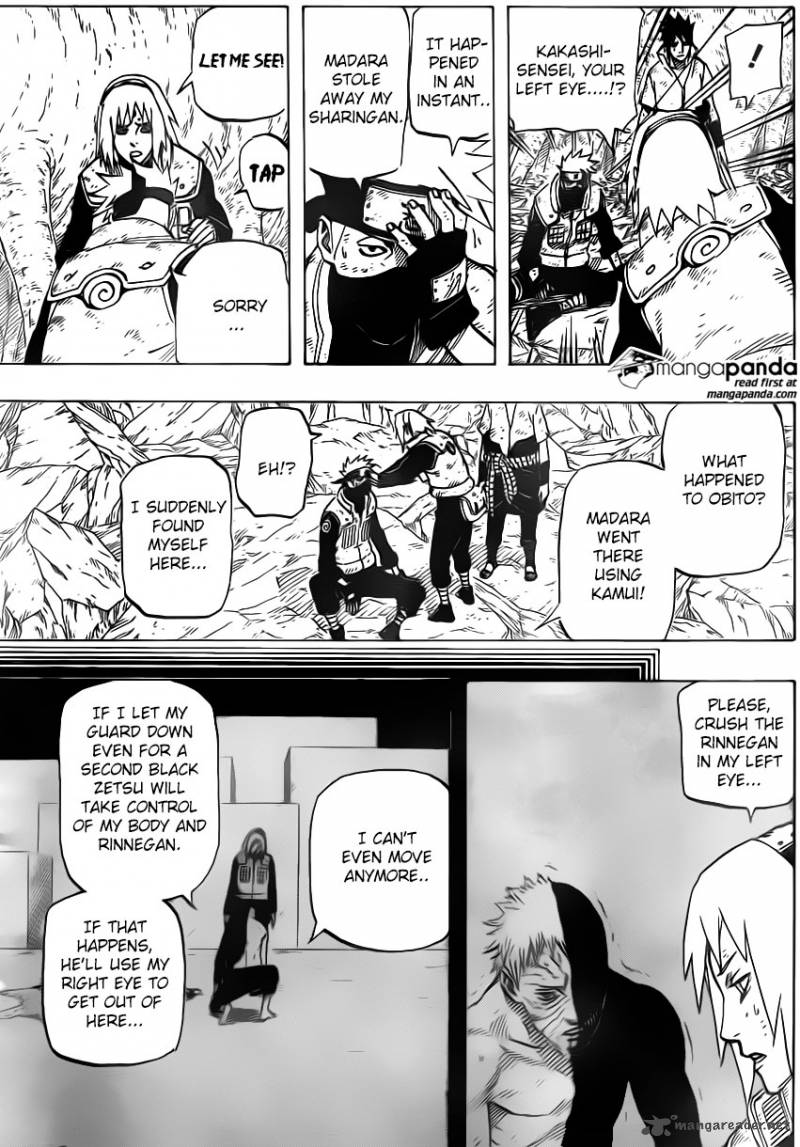 !
KAKASHI-
SENSEI, YOUR
LEFT EYE....!?
IT HAP-
PENED
IN AN
INSTANT..
MADARA
STOLE
AWAY MY
SHARINGAN.
LET ME SEE!
TAP
SORRY
...
mangapanda
read first at
mangapanda.com
WHAT
HAPPENED
TO OBITO?
MADARA
WENT
THERE
USING
KAMUI!
EH!?
I SUDDENLY
FOUND
MYSELF
HERE...
PLEASE,
CRUSH THE
RINNEGAN
IN MY LEFT
EYE...
I CAN'T
EVEN MOVE
ANYMORE..
IF I LET MY
GUARD DOWN
EVEN FOR A
SECOND BLACK
ZETSU WILL
TAKE CONTROL
OF MY BODY AND
RINNEGAN.
IF THAT
HAPPENS,
HE'LL USE MY
RIGHT EYE TO
GET OUT OF
HERE...
mangareader.net